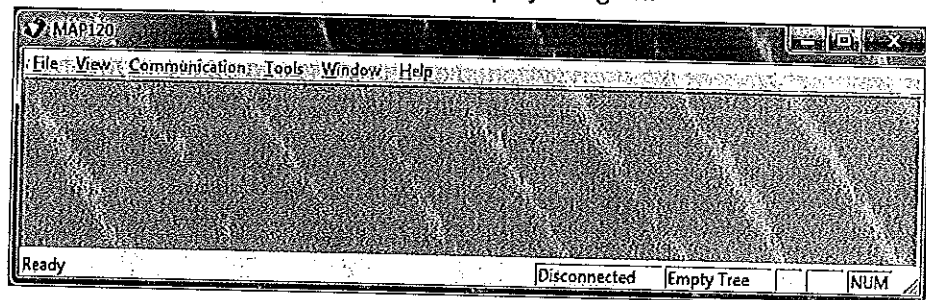 MAP120
File View Communication Tools Window Help
Ready Disconnected Empty Tree NUM